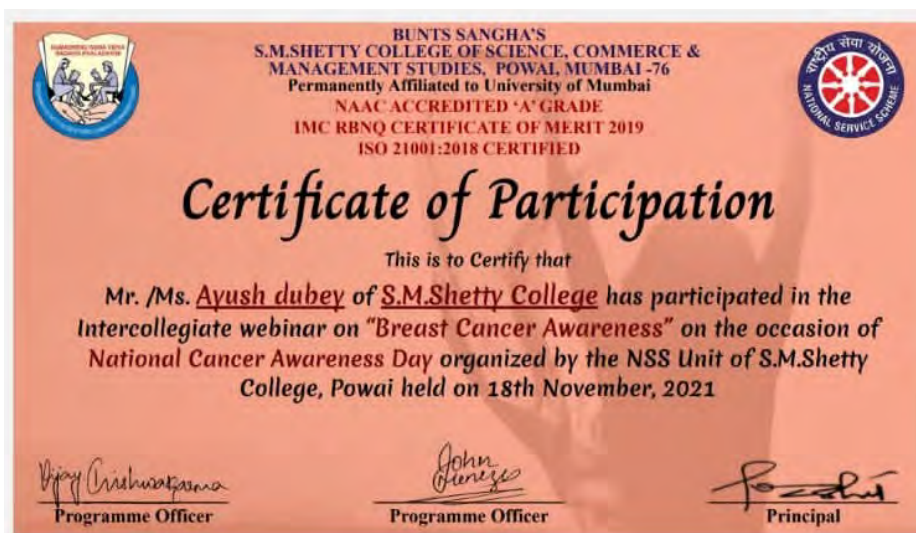 BUNTS SANGHA'S
S.M.SHETTY COLLEGE OF SCIENCE, COMMERCE &
MANAGEMENT STUDIES, POWAI, MUMBAI -76
Permanently Affiliated to University of Mumbai
NAAC ACCREDITED ‘A’ GRADE
IMC RBNQ CERTIFICATE OF MERIT 2019
ISO 21001:2018 CERTIFIED
राष्ट्रीय सेवा योजना
NATIONAL SERVICE SCHEME
Certificate of Participation
This is to Certify that
Mr. /Ms. Ayush dubey of S.M.Shetty College has participated in the
Intercollegiate webinar on “Breast Cancer Awareness” on the occasion of
National Cancer Awareness Day organized by the NSS Unit of S.M.Shetty
College, Powai held on 18th November, 2021
Vijay
John
Programme Officer
Programme Officer
Principal